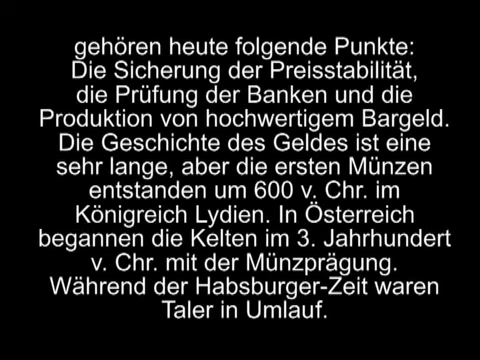 gehören heute folgende Punkte:
Die Sicherung der Preisstabilität,
die Prüfung der Banken und die
Produktion von hochwertigem Bargeld.
Die Geschichte des Geldes ist eine
sehr lange, aber die ersten Münzen
entstanden um 600 v. Chr. im
Königreich Lydien. In Österreich
begannen die Kelten im 3. Jahrhundert
v. Chr. mit der Münzprägung.
Während der Habsburger-Zeit waren
Taler in Umlauf.